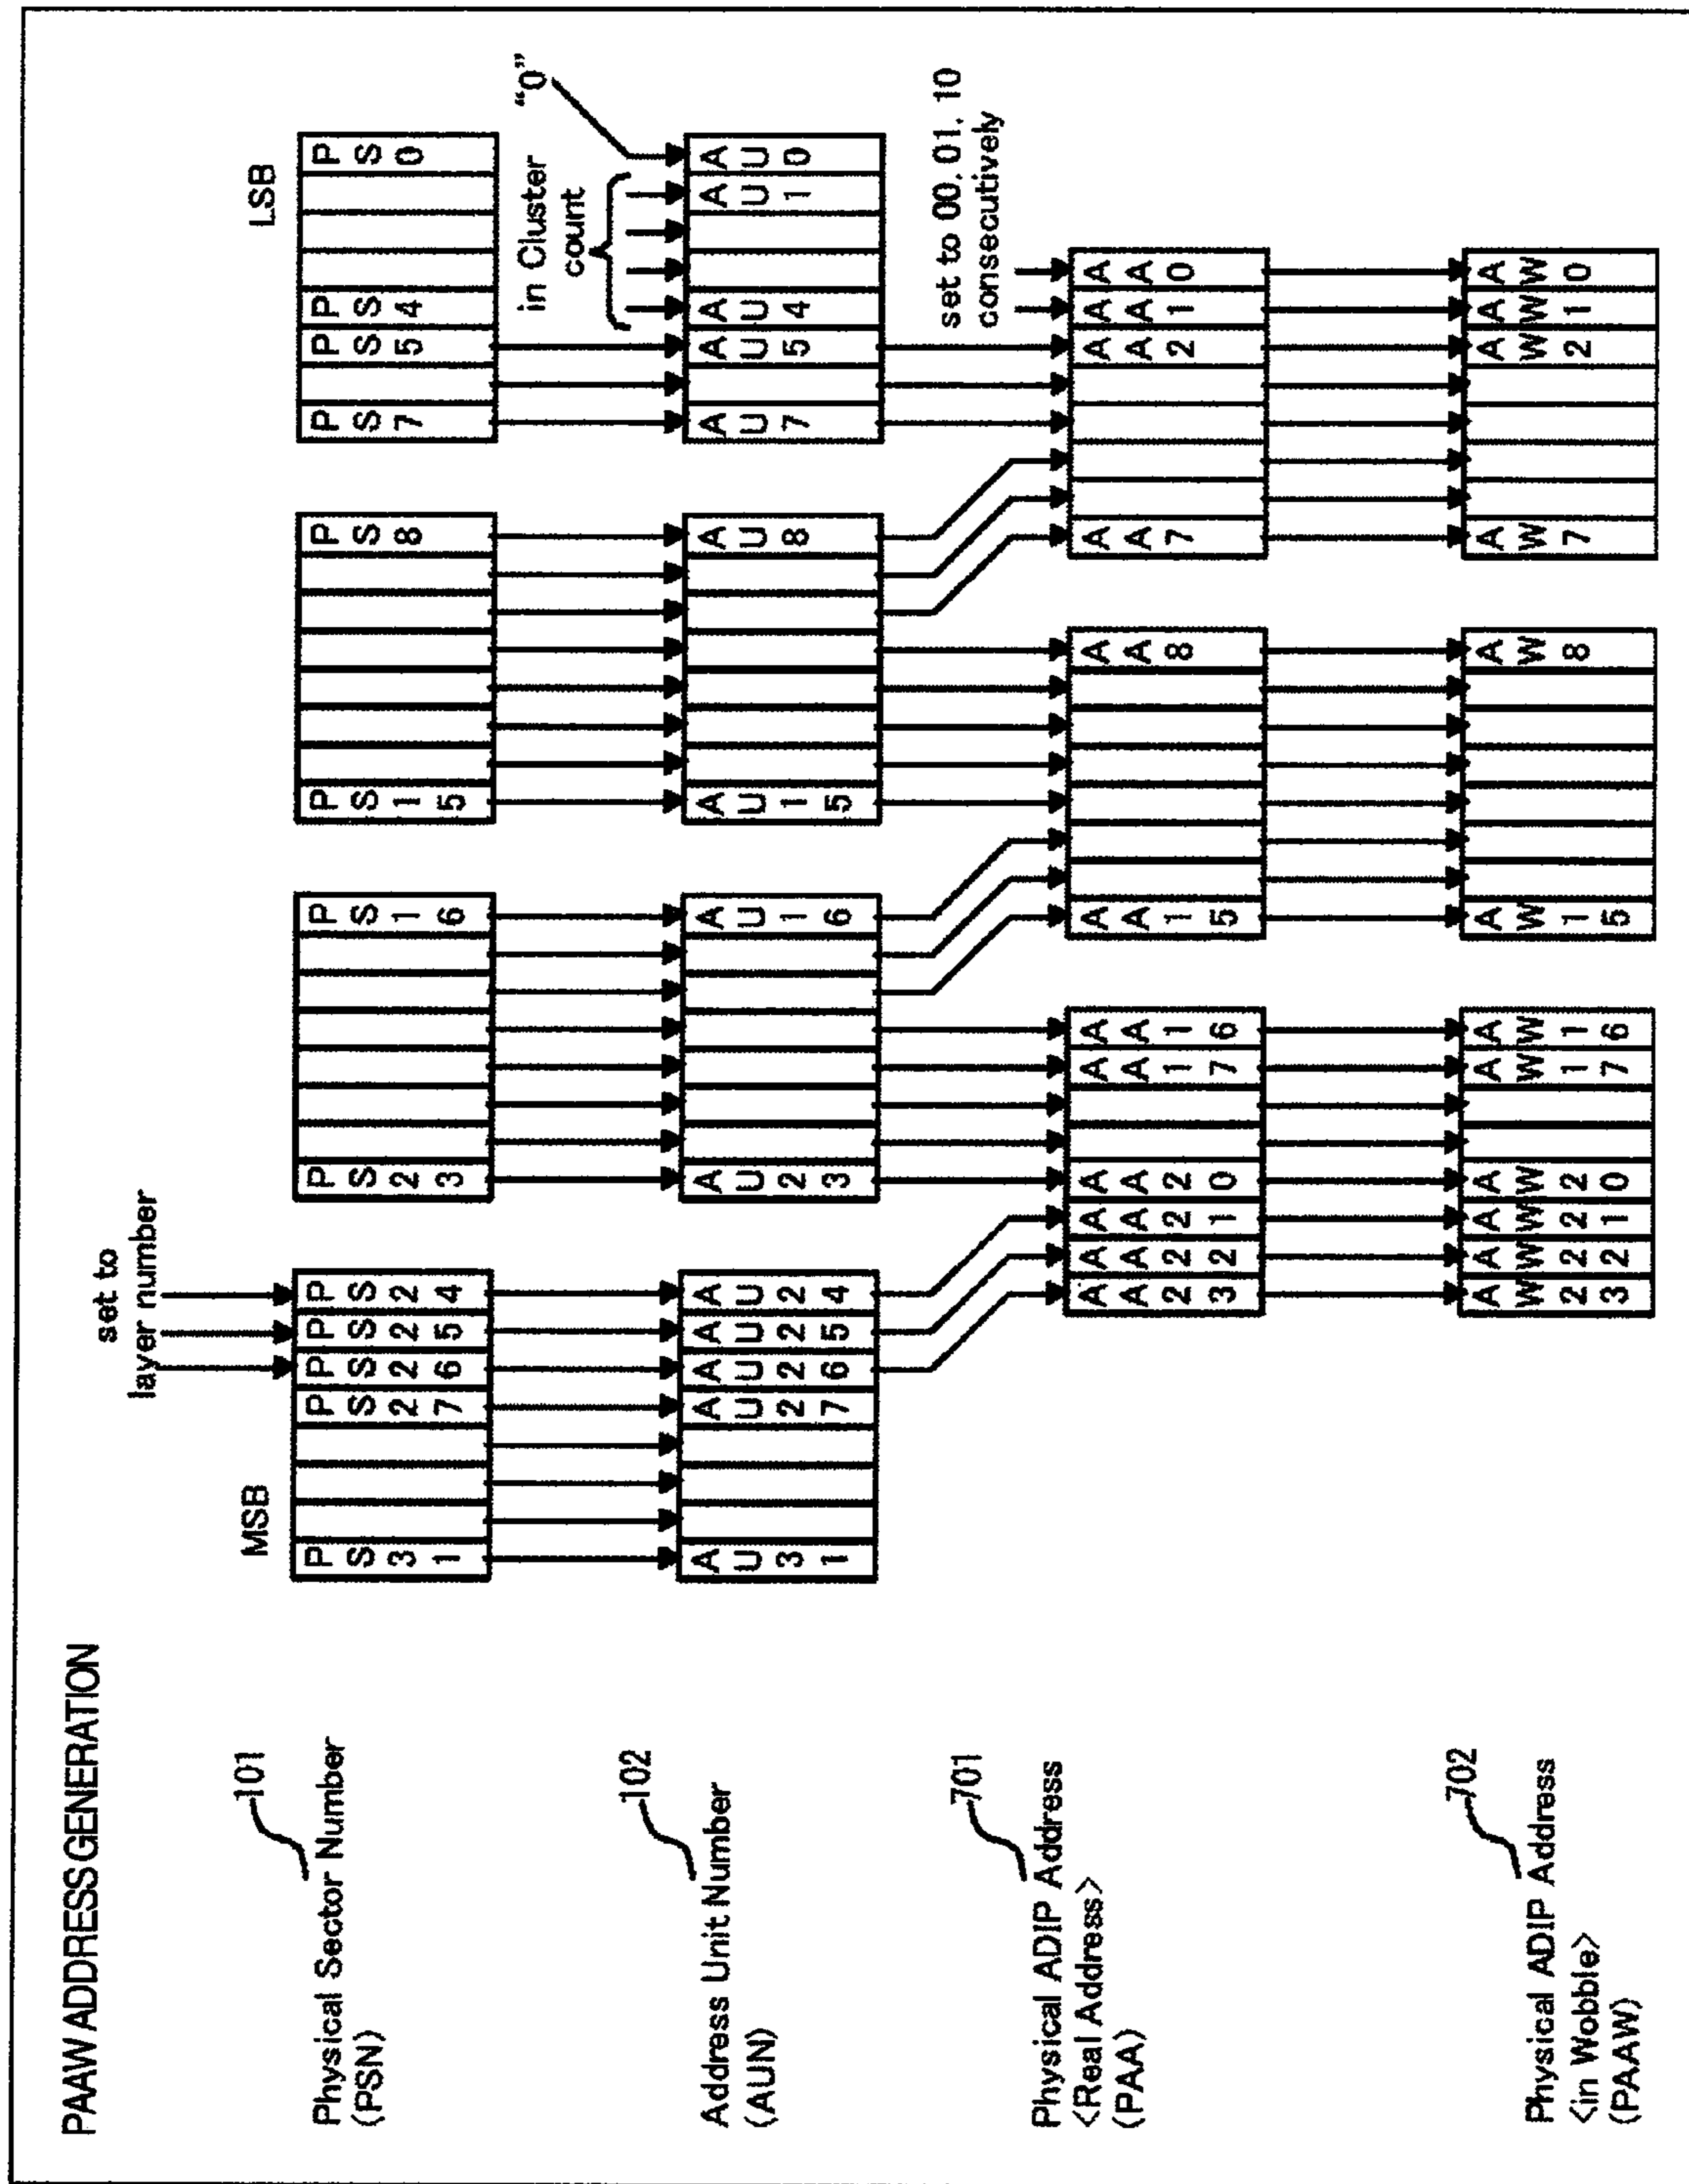 PAAW ADDRESS GENERATION
set to
layer number
MSB
LSB
101
Physical Sector Number
(PSN)
PS31 PS27 PS26 PS25 PS24 PS23 PS16 PS15 PS8 PS7 PS5 PS4 PS0
in Cluster
count
"0"
102
Address Unit Number
(AUN)
AU31 AU27 AU26 AU25 AU24 AU23 AU16 AU15 AU8 AU7 AU5 AU4 AU1 AU0
set to 00. 01. 10
consecutively
701
Physical ADIP Address
<Real Address>
(PAA)
AA23 AA22 AA21 AA20 AA17 AA16 AA15 AA8 AA7 AA2 AA1 AA0
702
Physical ADIP Address
<in Wobble>
(PAAW)
AW23 AW22 AW21 AW20 AW17 AW16 AW15 AW8 AW7 AW2 AW1 AW0